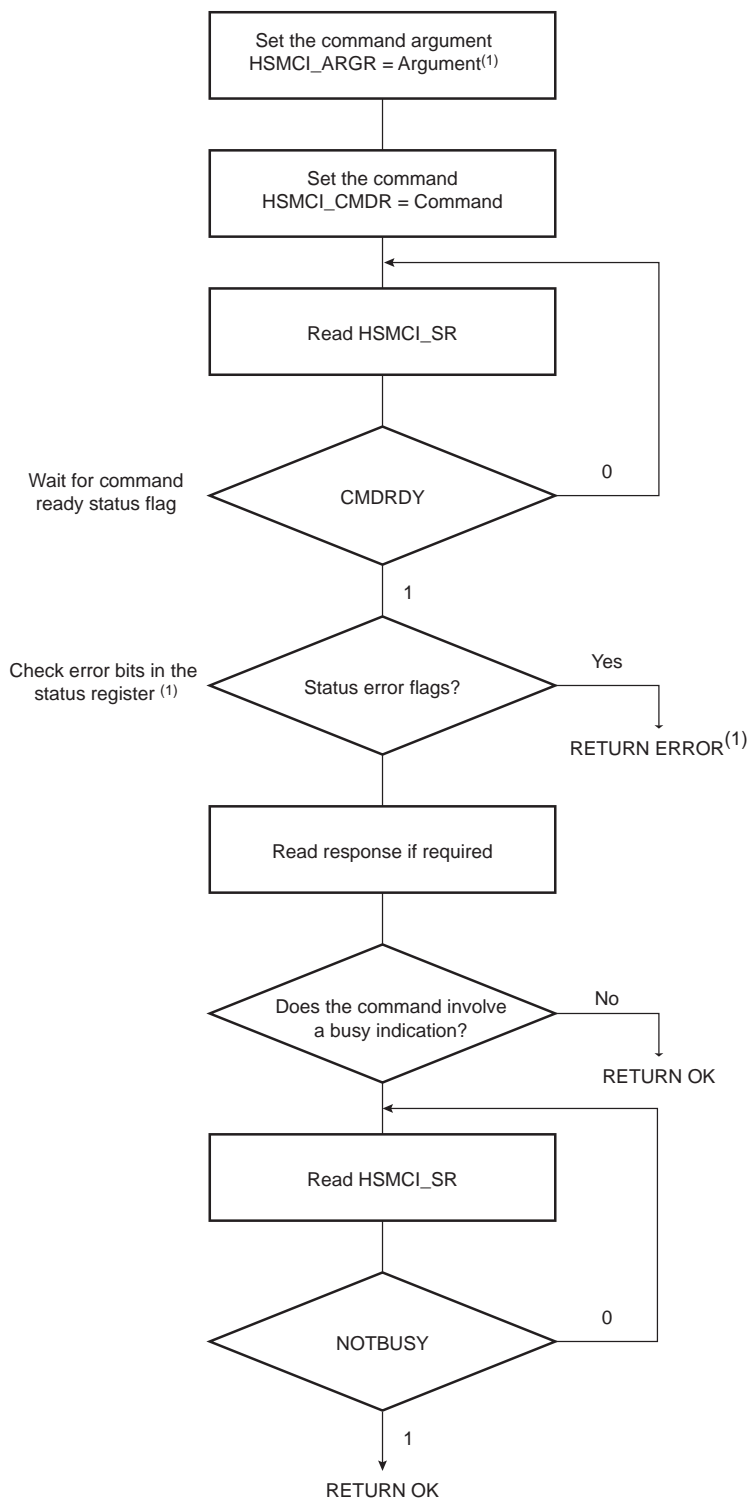 Set the command argument
HSMCI_ARGR = Argument(1)
Set the command
HSMCI_CMDR = Command
Read HSMCI_SR
Wait for command
ready status flag
CMDRDY
0
1
Check error bits in the
status register (1)
Status error flags?
Yes
RETURN ERROR(1)
Read response if required
Does the command involve
a busy indication?
No
RETURN OK
Read HSMCI_SR
NOTBUSY
0
1
RETURN OK